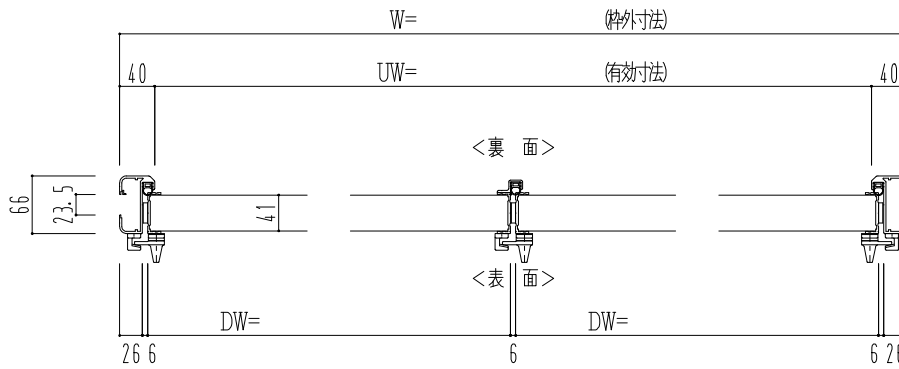 W= (枠外寸法)
40 UW= (有効寸法) 40
<裏 面>
66 23.5 41
<表 面>
DW= DW=
26 6 6 6 26